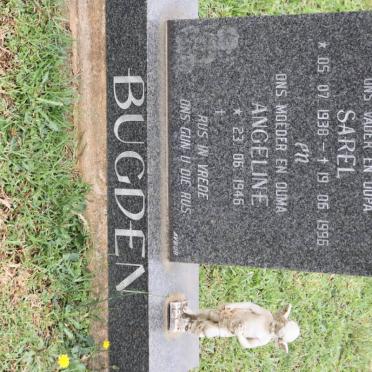 ONS VADER EN OUPA
SAREL
* 05 07 1938 - † 19 06 1996
EN
ONS MOEDER EN OUMA
ANGELINE
* 23 06 1946
†
RUS IN VREDE
ONS GUN U DIE RUS
AVBOB
BUGDEN